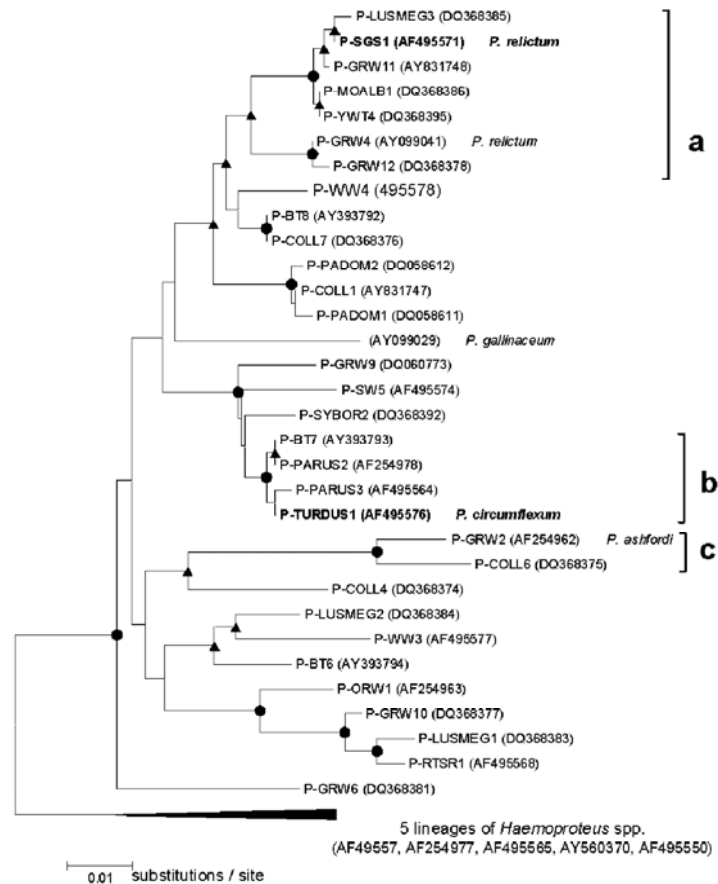 P-LUSMEG3 (DQ368385)
P-SGS1 (AF495571) P. relictum
P-GRW11 (AY831748)
P-MOALB1 (DQ368386)
P-YWT4 (DQ368395)
a
P-GRW4 (AY099041) P. relictum
P-GRW12 (DQ368378)
P-WW4 (495578)
P-BT8 (AY393792)
P-COLL7 (DQ368376)
P-PADOM2 (DQ058612)
P-COLL1 (AY831747)
P-PADOM1 (DQ058611)
(AY099029) P. gallinaceum
P-GRW9 (DQ060773)
P-SW5 (AF495574)
P-SYBOR2 (DQ368392)
P-BT7 (AY393793)
P-PARUS2 (AF254978)
b
P-PARUS3 (AF495564)
P-TURDUS1 (AF495576) P. circumflexum
P-GRW2 (AF254962) P. ashfordi
c
P-COLL6 (DQ368375)
P-COLL4 (DQ368374)
P-LUSMEG2 (DQ368384)
P-WW3 (AF495577)
P-BT6 (AY393794)
P-ORW1 (AF254963)
P-GRW10 (DQ368377)
P-LUSMEG1 (DQ368383)
P-RTSR1 (AF495568)
P-GRW6 (DQ368381)
5 lineages of Haemoproteus spp.
(AF49557, AF254977, AF495565, AY560370, AF495550)
0.01 substitutions / site